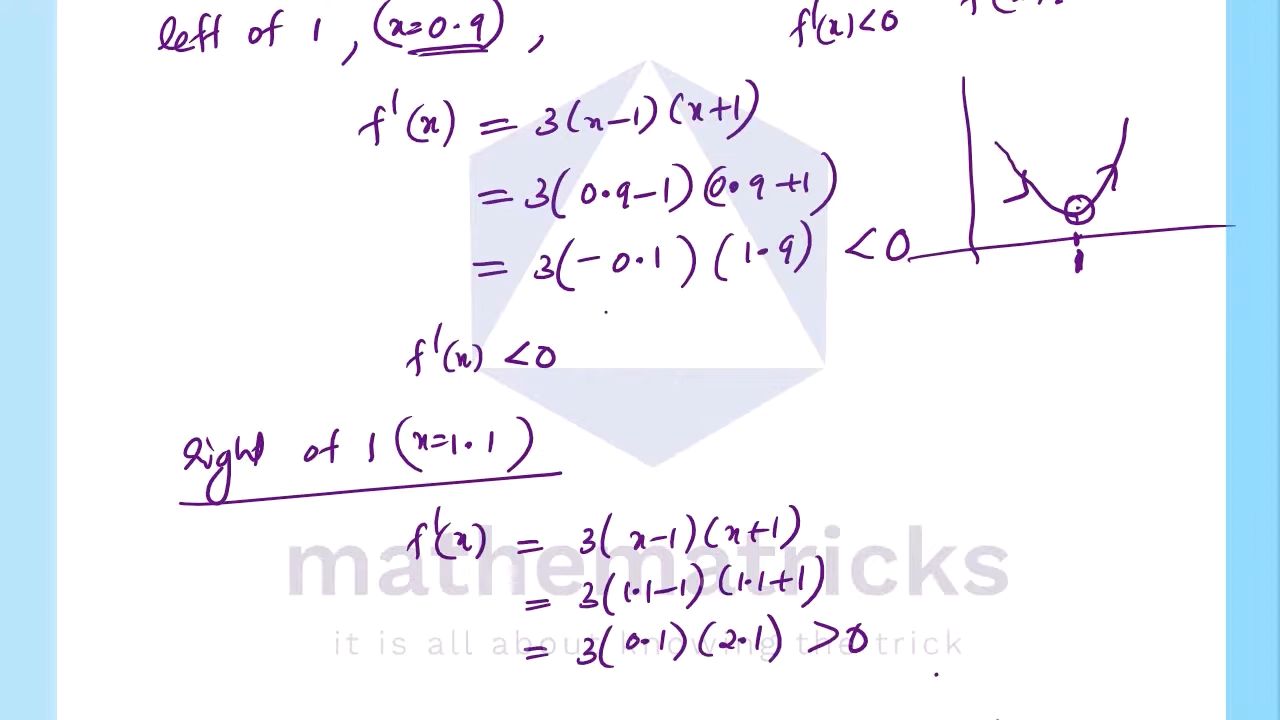 left of 1, (x=0.9),
f'(x)<0
f'(x) = 3(x-1)(x+1)
= 3(0.9-1)(0.9+1)
= 3(-0.1)(1.9) <0
1
f'(x) <0
Right of 1 (x=1.1)
f'(x) = 3(x-1)(x+1)
= 3(1.1-1)(1.1+1)
= 3(0.1)(2.1) >0
mathematricks
it is all about knowing the trick